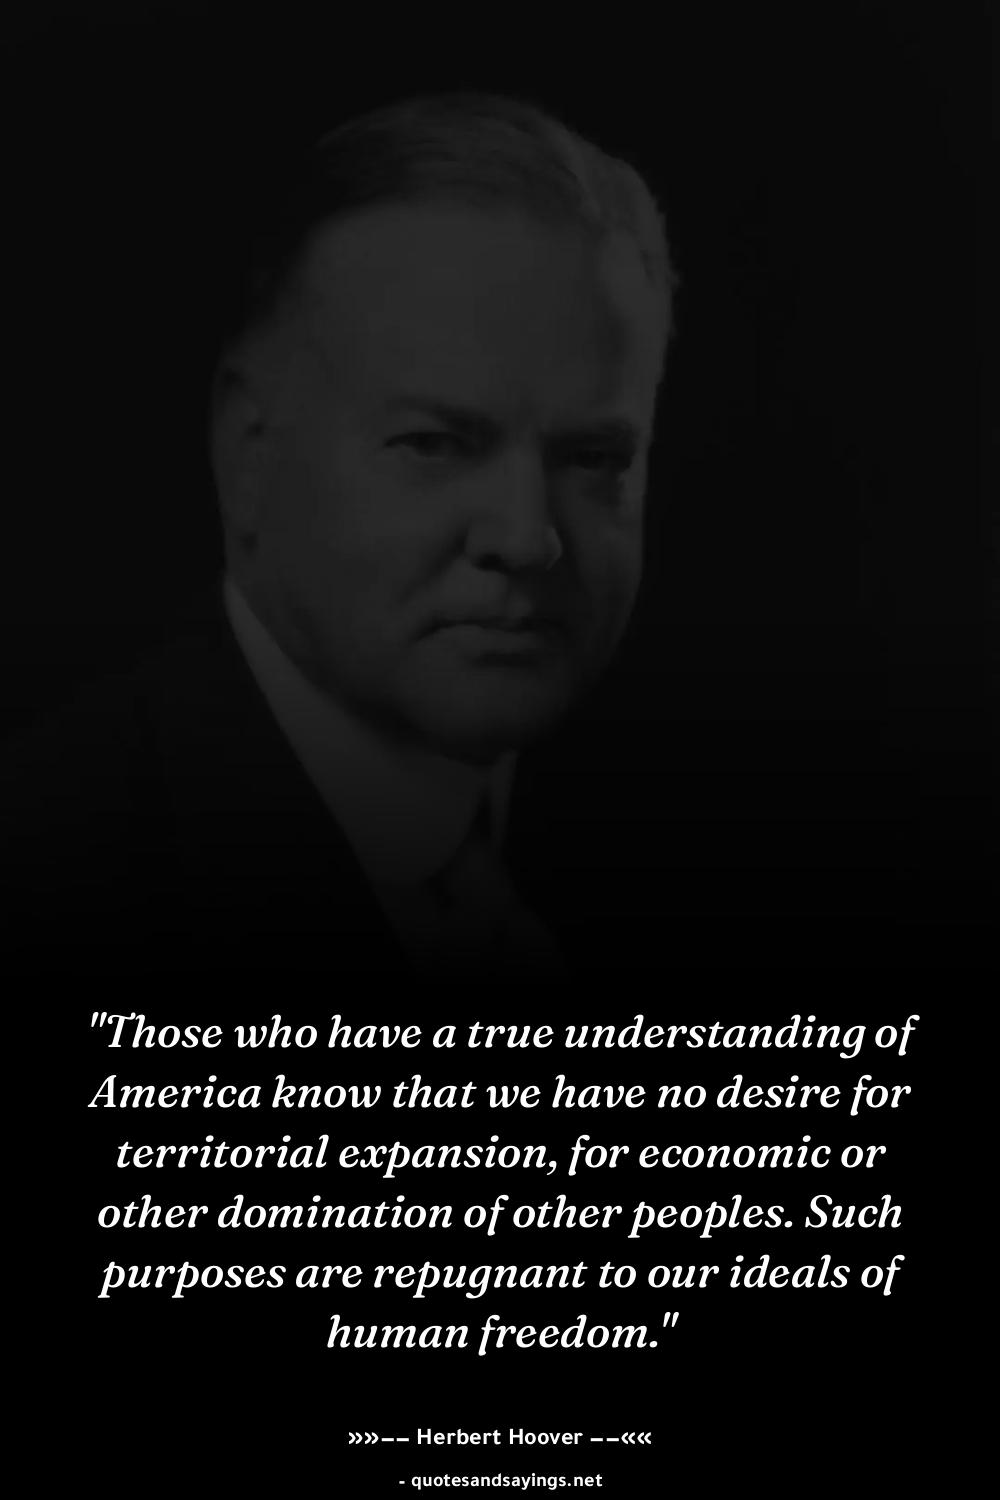 "Those who have a true understanding of
America know that we have no desire for
territorial expansion, for economic or
other domination of other peoples. Such
purposes are repugnant to our ideals of
human freedom."
»»−− Herbert Hoover −−««
- quotesandsayings.net